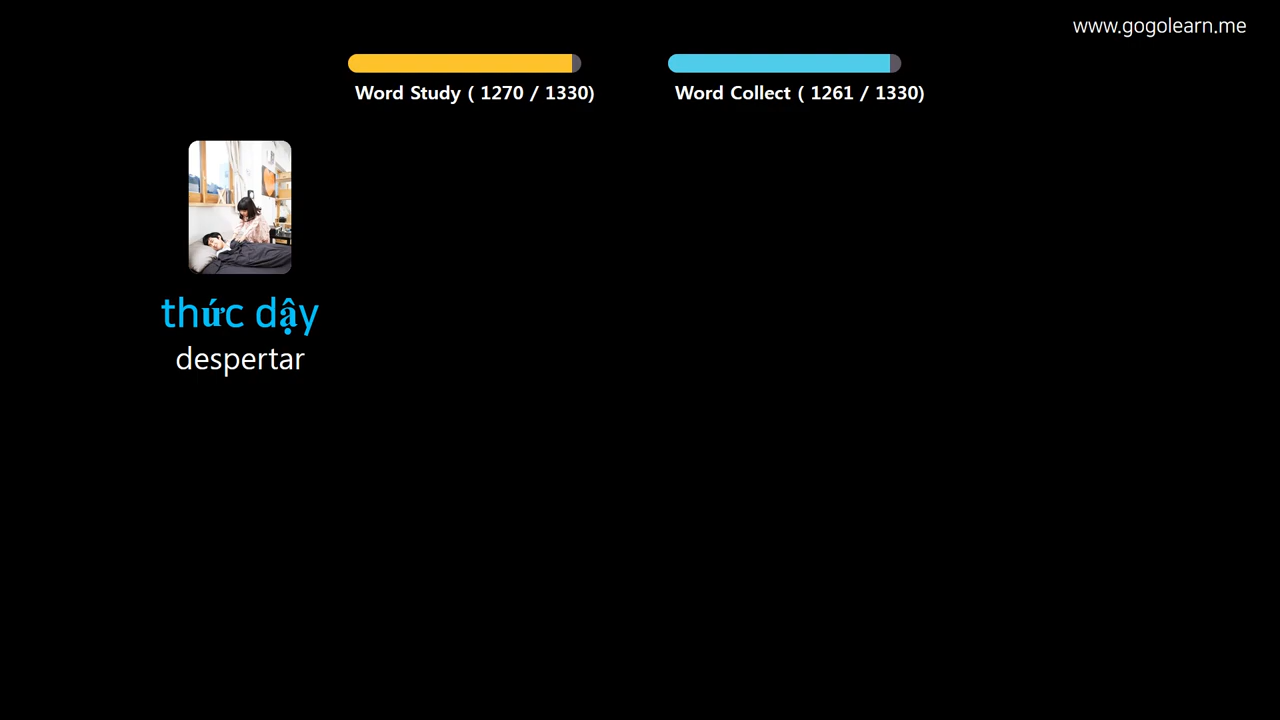 www.gogolearn.me
Word Study ( 1270 / 1330)
Word Collect ( 1261 / 1330)
thức dậy
despertar